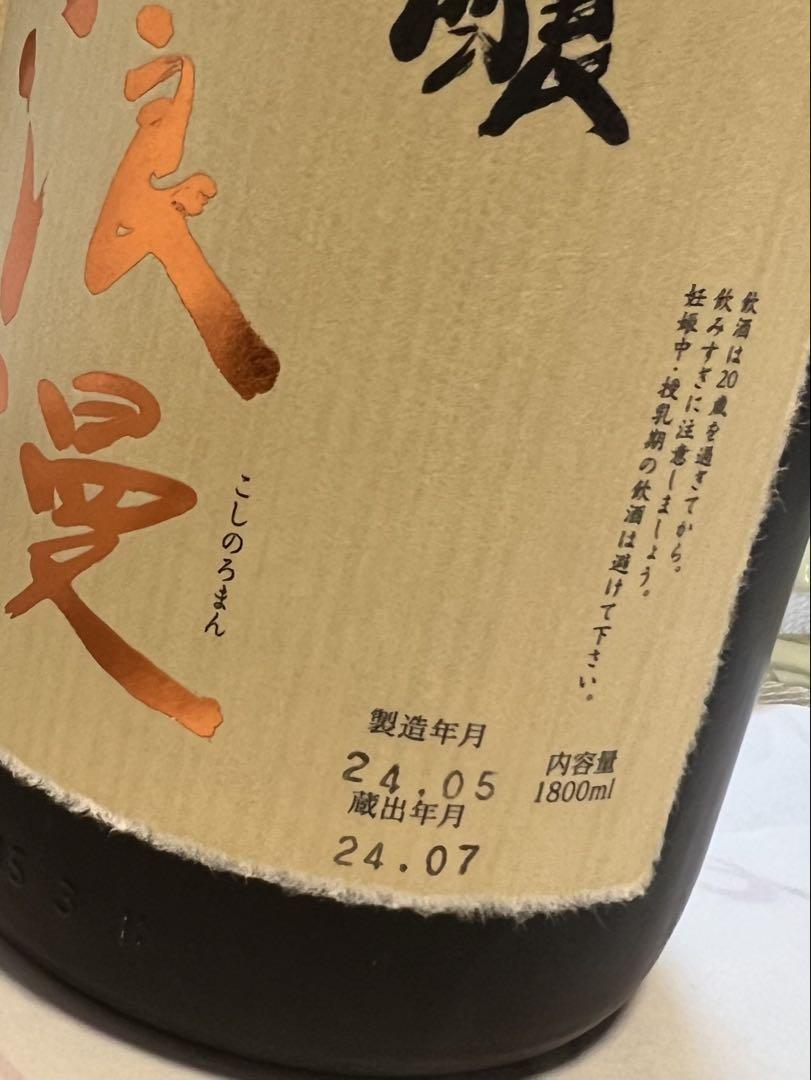 醸
浪漫
こしのろまん
飲酒は20歳を過ぎてから。
飲みすぎに注意しましょう。
妊娠中・授乳期の飲酒は避けて下さい。
製造年月
24.05
蔵出年月
24.07
内容量
1800ml